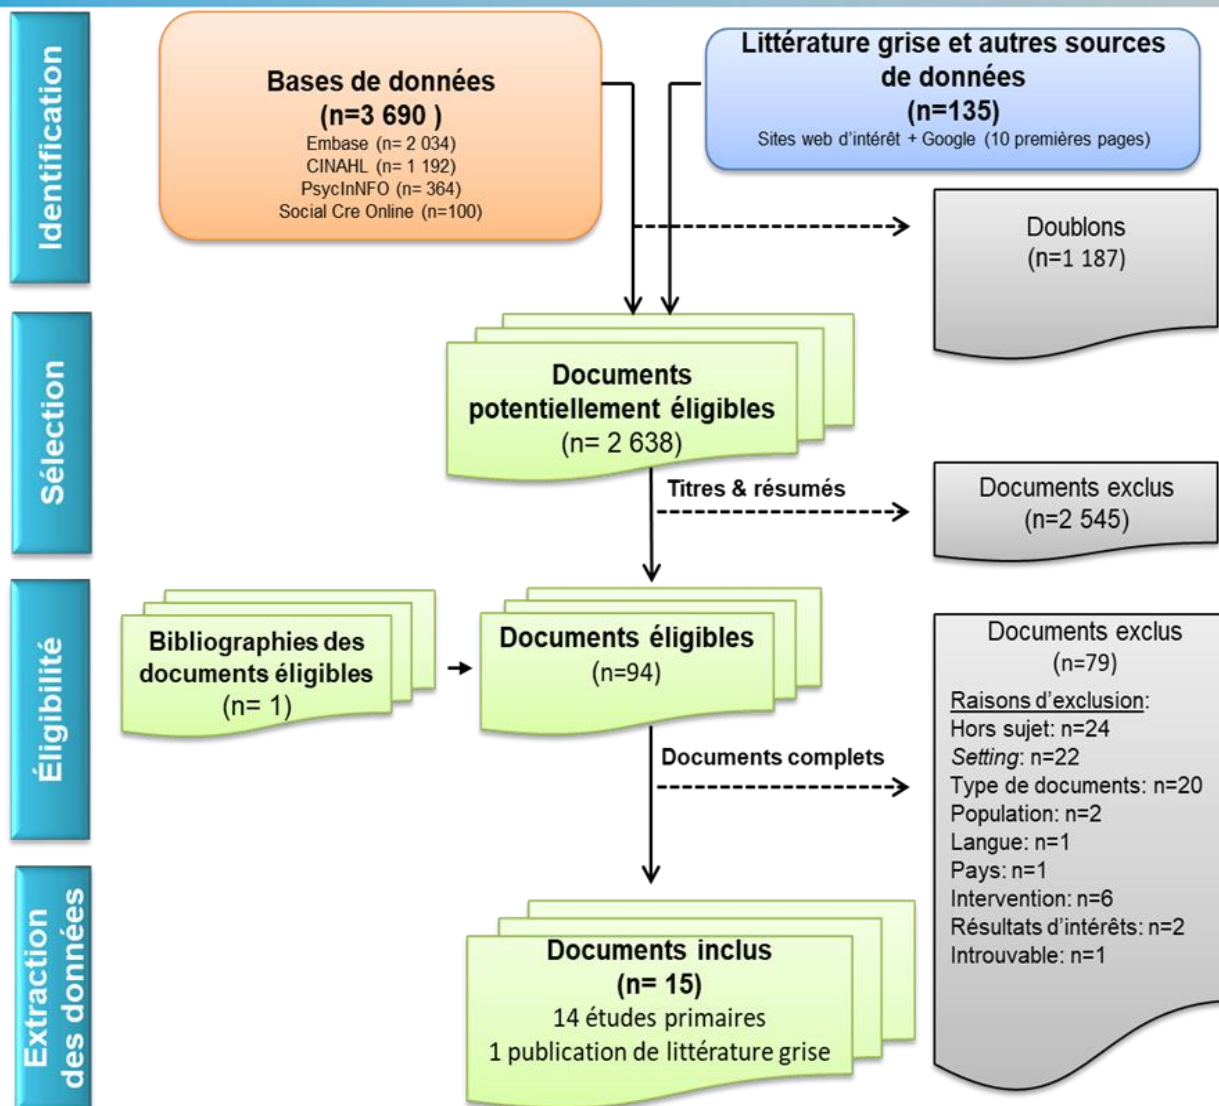 Identification
Bases de données
(n=3 690 )
Embase (n= 2 034)
CINAHL (n= 1 192)
PsycInNFO (n= 364)
Social Cre Online (n=100)
Littérature grise et autres sources
de données
(n=135)
Sites web d'intérêt + Google (10 premières pages)
Doublons
(n=1 187)
Sélection
Documents
potentiellement éligibles
(n= 2 638)
Titres & résumés
Documents exclus
(n=2 545)
Éligibilité
Bibliographies des
documents éligibles
(n= 1)
Documents éligibles
(n=94)
Documents complets
Documents exclus
(n=79)
Raisons d'exclusion:
Hors sujet: n=24
Setting: n=22
Type de documents: n=20
Population: n=2
Langue: n=1
Pays: n=1
Intervention: n=6
Résultats d'intérêts: n=2
Introuvable: n=1
Extraction
des données
Documents inclus
(n= 15)
14 études primaires
1 publication de littérature grise